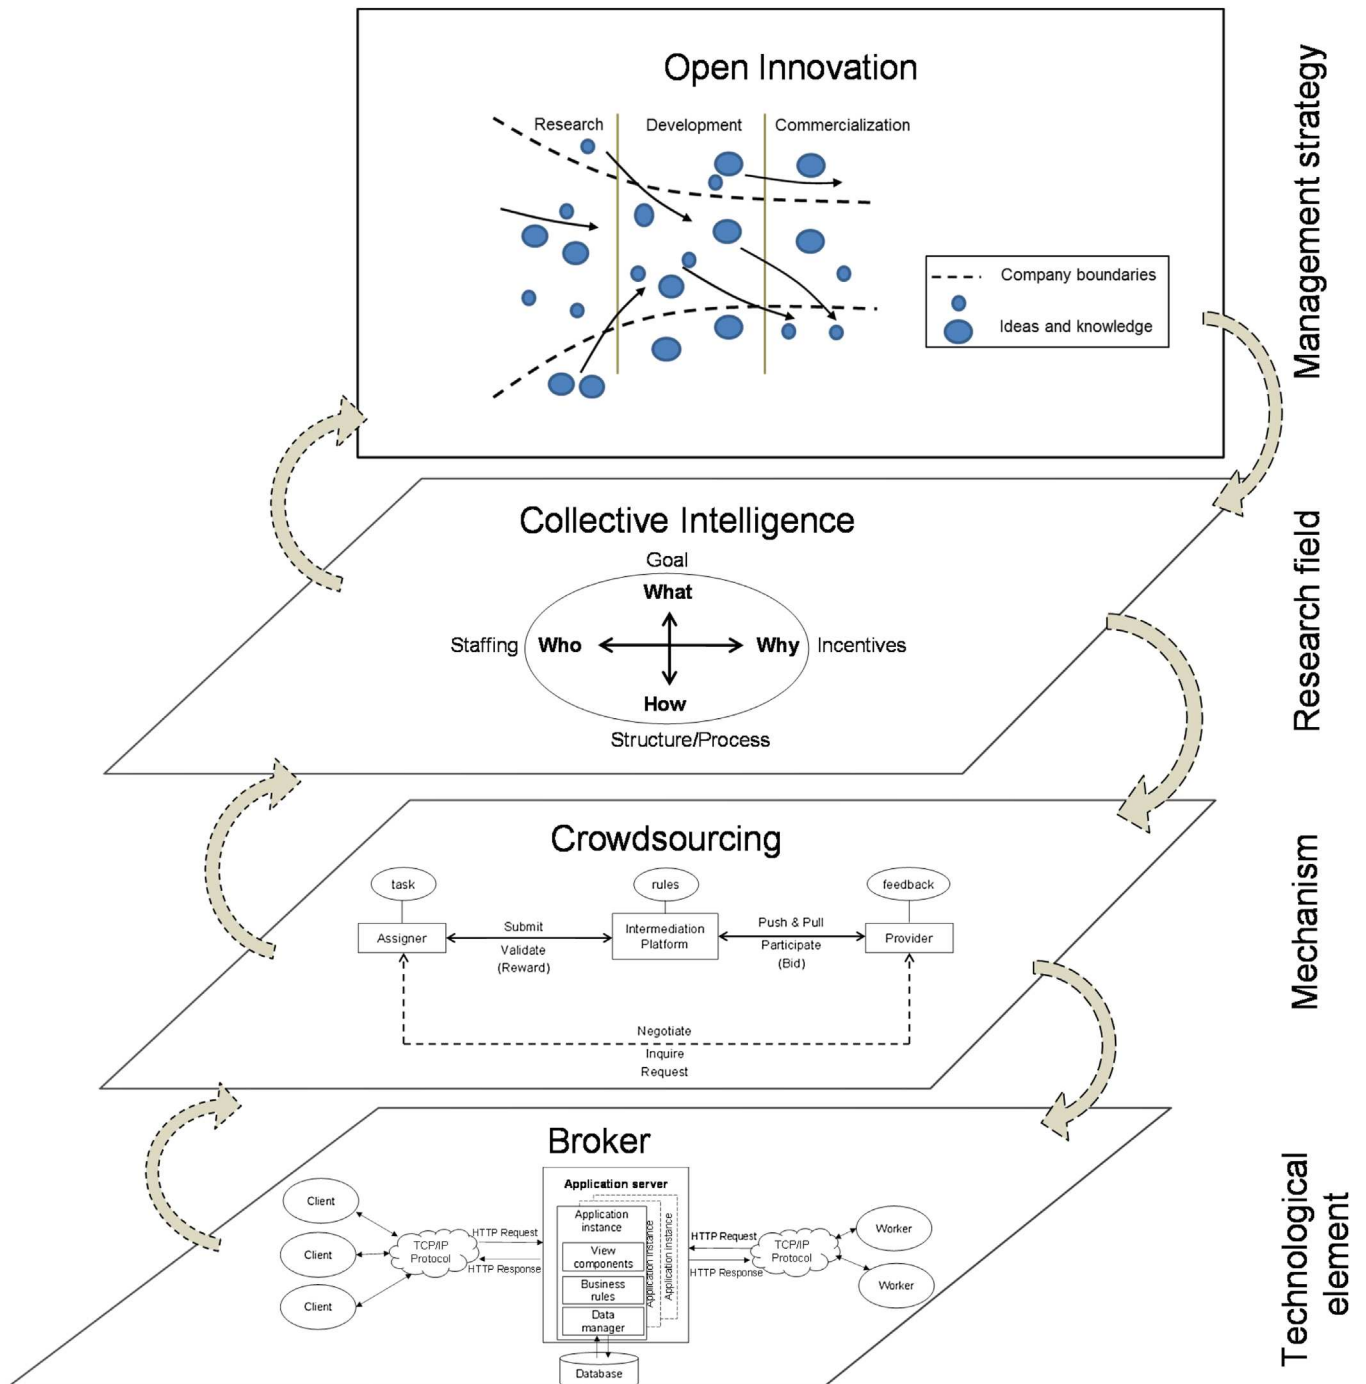 Open Innovation
Research
Development
Commercialization
Company boundaries
Ideas and knowledge
Management strategy
Collective Intelligence
Goal
What
Staffing
Who
Why
Incentives
How
Structure/Process
Research field
Crowdsourcing
task
rules
feedback
Assigner
Submit
Validate
(Reward)
Intermediation
Platform
Push & Pull
Participate
(Bid)
Provider
Negotiate
Inquire
Request
Mechanism
Broker
Application server
Client
Client
Client
TCP/IP
Protocol
HTTP Request
HTTP Response
Application
instance
View
components
Business
rules
Data
manager
Application instance
Application instance
Database
HTTP Request
HTTP Response
TCP/IP
Protocol
Worker
Worker
Technological
element